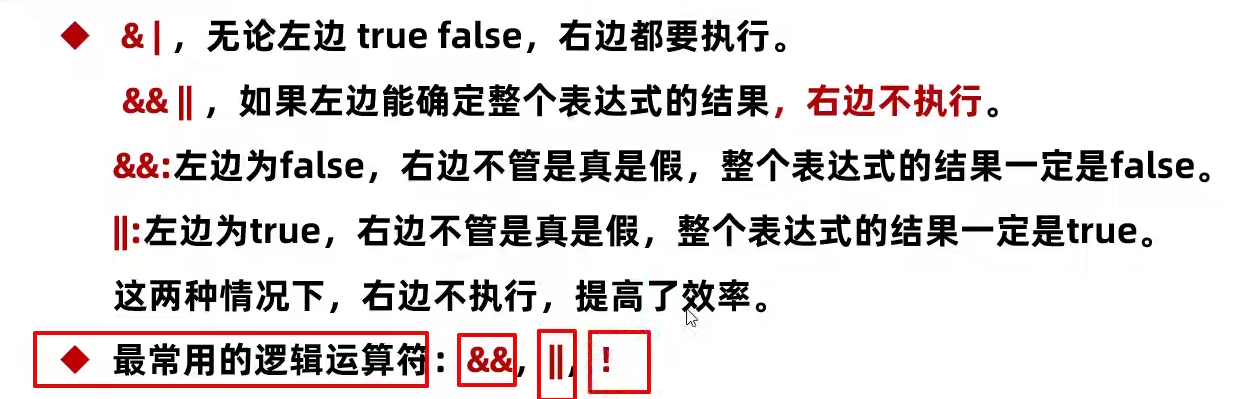 ◆ & | ，无论左边 true false，右边都要执行。
&& || ，如果左边能确定整个表达式的结果，右边不执行。
&&:左边为false，右边不管是真是假，整个表达式的结果一定是false。
||:左边为true，右边不管是真是假，整个表达式的结果一定是true。
这两种情况下，右边不执行，提高了效率。
◆ 最常用的逻辑运算符：&&, ||, !